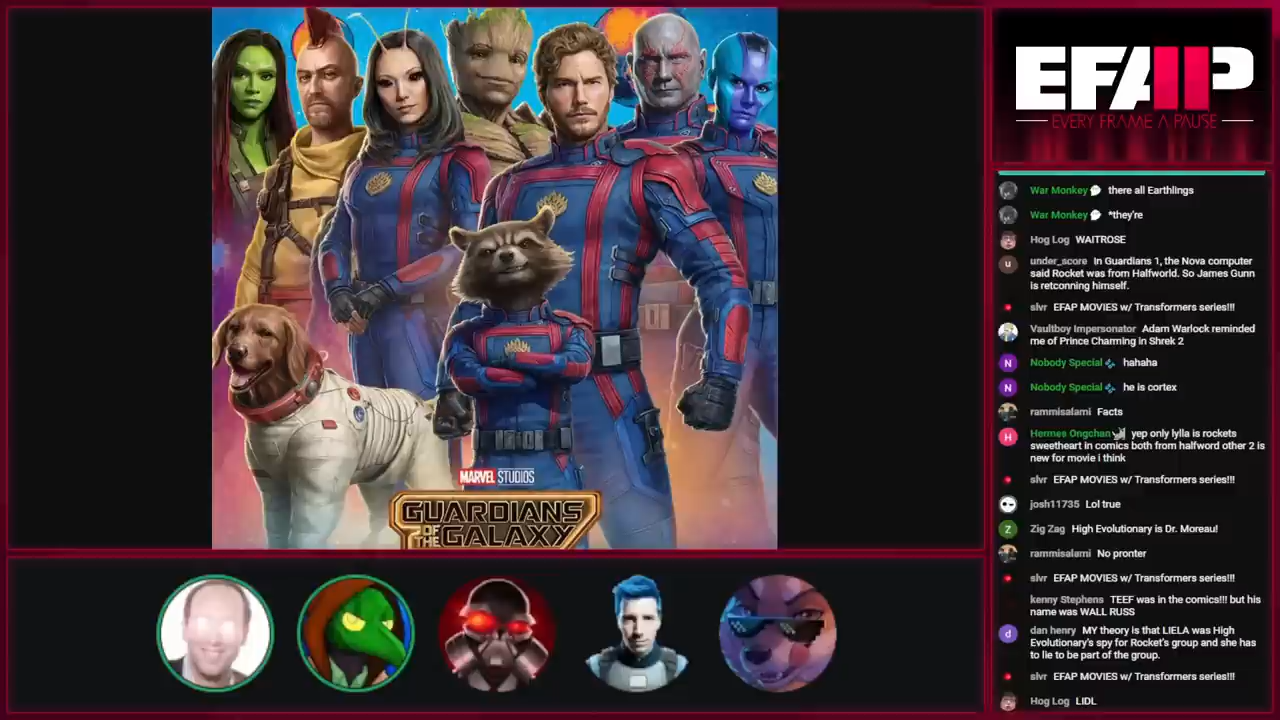 MARVEL STUDIOS
GUARDIANS
OF THE
GALAXY
EFAP
EVERY FRAME A PAUSE
War Monkey there all Earthlings
War Monkey *they're
Hog Log WAITROSE
under_score In Guardians 1, the Nova computer
said Rocket was from Halfworld. So James Gunn
is retconning himself.
slvr EFAP MOVIES w/ Transformers series!!!
Vaultboy Impersonator Adam Warlock reminded
me of Prince Charming in Shrek 2
N
Nobody Special hahaha
N
Nobody Special he is cortex
rammisalami Facts
H
Hermes Ongchan yep only lylla is rockets
sweetheart in comics both from halfword other 2 is
new for movie i think
slvr EFAP MOVIES w/ Transformers series!!!
josh11735 Lol true
Z
Zig Zag High Evolutionary is Dr. Moreau!
rammisalami No pronter
slvr EFAP MOVIES w/ Transformers series!!!
kenny Stephens TEEF was in the comics!!! but his
name was WALL RUSS
d
dan henry MY theory is that LIELA was High
Evolutionary's spy for Rocket's group and she has
to lie to be part of the group.
slvr EFAP MOVIES w/ Transformers series!!!
Hog Log LIDL